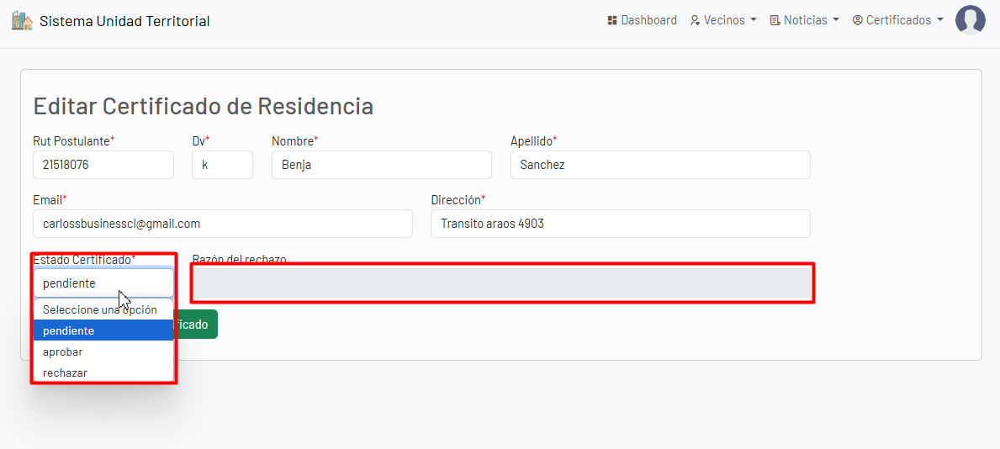 Sistema Unidad Territorial
Dashboard Vecinos Noticias Certificados
Editar Certificado de Residencia
Rut Postulante* Dv* Nombre* Apellido*
21518076 k Benja Sanchez
Email* Dirección*
carlossbusinesscl@gmail.com Transito araos 4903
Estado Certificado* Razón del rechazo
pendiente
Seleccione una opción
pendiente
ficado
aprobar
rechazar